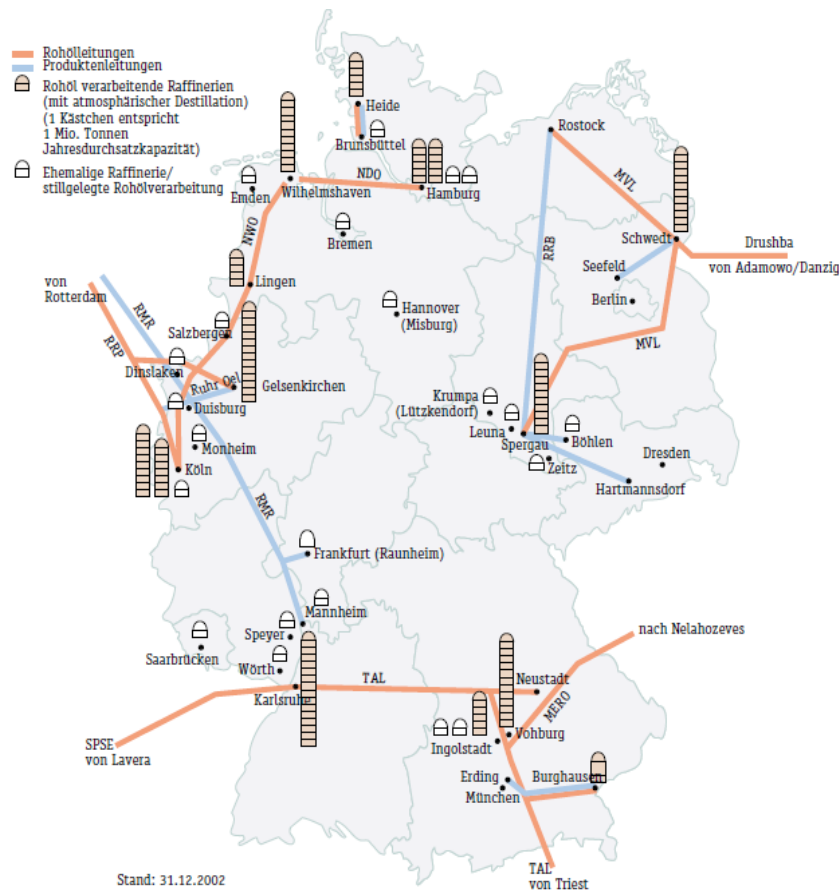 Rohölleitungen
Produktenleitungen
Rohöl verarbeitende Raffinerien
(mit atmosphärischer Destillation)
(1 Kästchen entspricht
1 Mio. Tonnen
Jahresdurchsatzkapazität)
Ehemalige Raffinerie/
stillgelegte Rohölverarbeitung
Heide
Brunsbüttel
Rostock
NDO
MVL
Emden
Wilhelmshaven
Hamburg
NWO
Bremen
Schwedt
Drushba
von Adamowo/Danzig
RRB
Seefeld
Berlin
Lingen
von
Rotterdam
RMR
Hannover
(Misburg)
Salzbergen
RRP
MVL
Dinslaken
Ruhr Oel
Gelsenkirchen
Duisburg
Krumpa
(Lützkendorf)
Leuna
Spergau
Böhlen
Monheim
Zeitz
Dresden
Köln
Hartmannsdorf
RMR
Frankfurt (Raunheim)
Mannheim
Speyer
Saarbrücken
nach Nelahozeves
Wörth
TAL
Neustadt
Karlsruhe
MERO
SPSE
von Lavera
Ingolstadt
Vohburg
Erding
Burghausen
München
TAL
von Triest
Stand: 31.12.2002